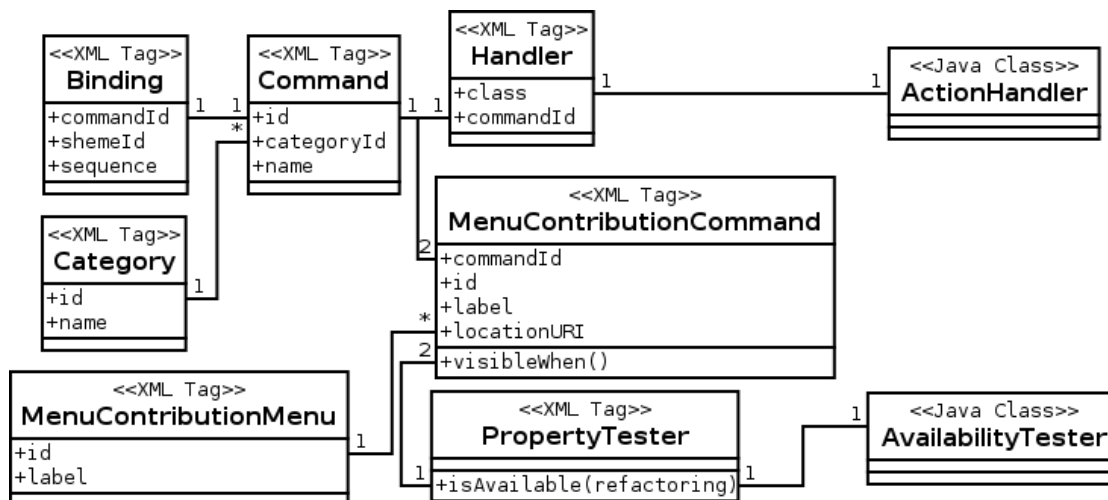 <<XML Tag>>
Binding
+commandId
+shemeId
+sequence
1
1
*
<<XML Tag>>
Command
+id
+categoryId
+name
1
1
<<XML Tag>>
Handler
+class
+commandId
1
1
<<Java Class>>
ActionHandler
<<XML Tag>>
Category
+id
+name
1
<<XML Tag>>
MenuContributionCommand
2
+commandId
+id
+label
*
+locationURI
2
+visibleWhen()
<<XML Tag>>
MenuContributionMenu
+id
+label
1
<<XML Tag>>
PropertyTester
1
+isAvailable(refactoring)
1
1
<<Java Class>>
AvailabilityTester